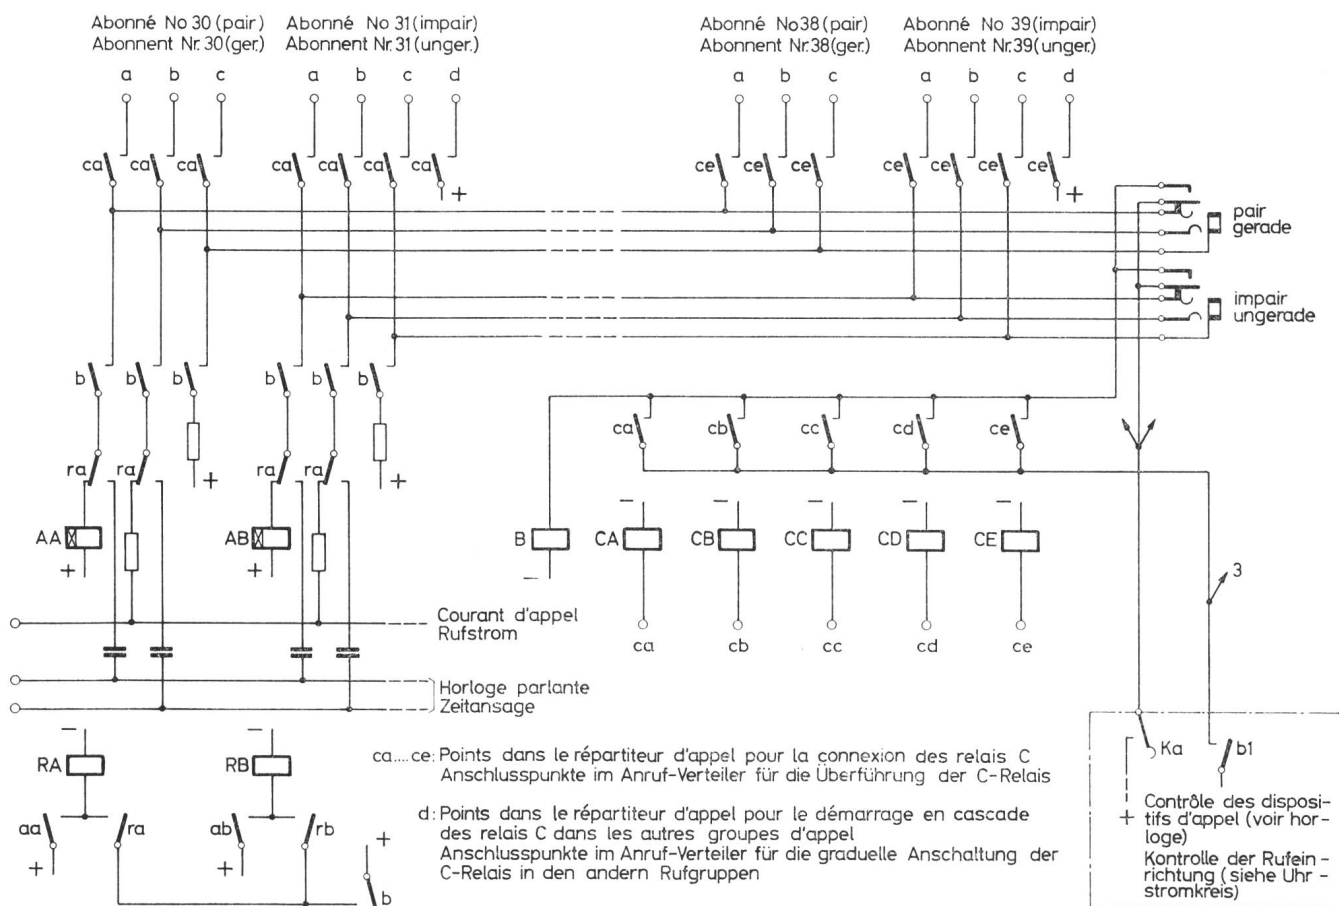 Abonné No 30 (pair)
Abonnent Nr. 30 (ger.)
Abonné No 31 (impair)
Abonnent Nr. 31 (unger.)
Abonné No 38 (pair)
Abonnent Nr. 38 (ger.)
Abonné No 39 (impair)
Abonnent Nr. 39 (unger.)
a b c a b c d a b c a b c d
ca ca ca ca ca ca ca + ce ce ce ce ce ce ce +
pair
gerade
impair
ungerade
b b b b b b
ca cb cc cd ce
ra ra + ra ra +
AA + AB +
B − CA − CB − CC − CD − CE −
3
Courant d'appel
Rufstrom
ca cb cc cd ce
Horloge parlante
Zeitansage
RA − RB −
Ka b1
ca....ce: Points dans le répartiteur d'appel pour la connexion des relais C
Anschlusspunkte im Anruf-Verteiler für die Überführung der C-Relais
aa + ra ab + rb + b
d: Points dans le répartiteur d'appel pour le démarrage en cascade
des relais C dans les autres groupes d'appel
Anschlusspunkte im Anruf-Verteiler für die graduelle Anschaltung der
C-Relais in den andern Rufgruppen
Contrôle des disposi-
+ tifs d'appel (voir hor-
loge)
Kontrolle der Rufein-
richtung (siehe Uhr-
stromkreis)